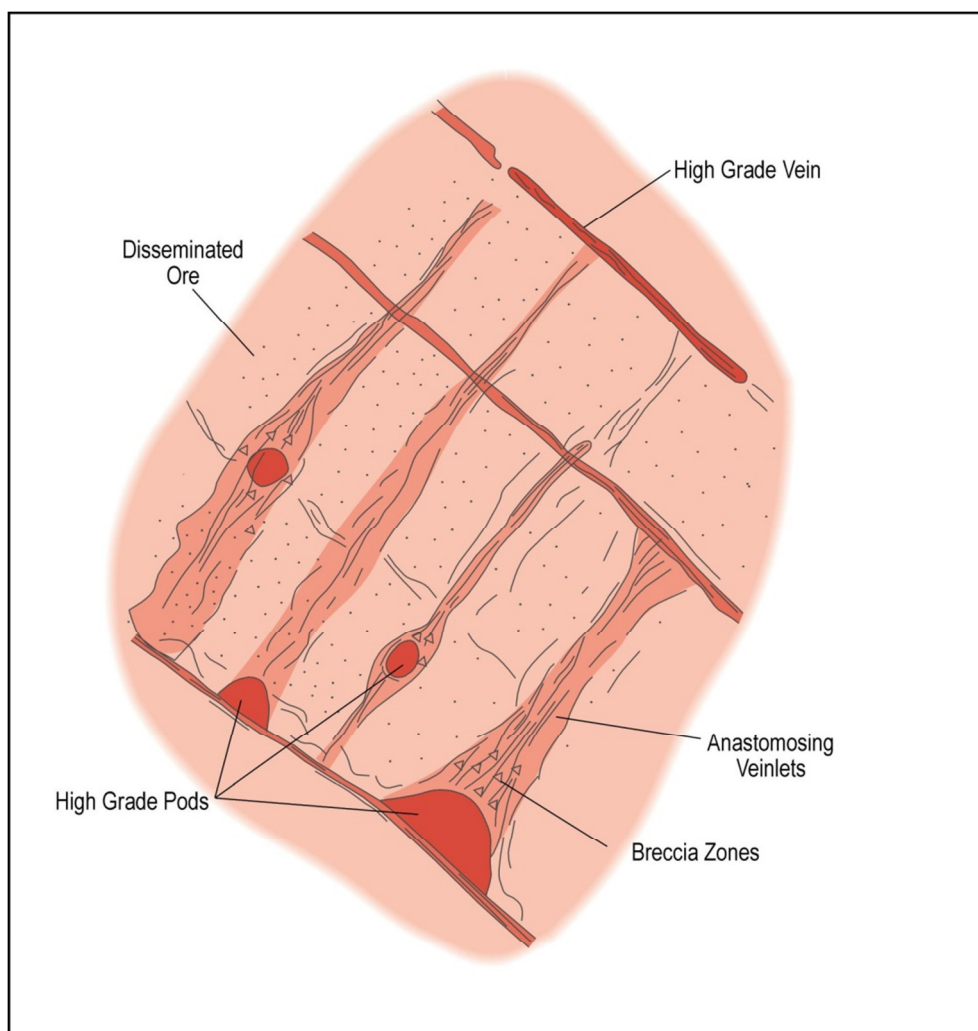 High Grade Vein
Disseminated
Ore
Anastomosing
Veinlets
High Grade Pods
Breccia Zones